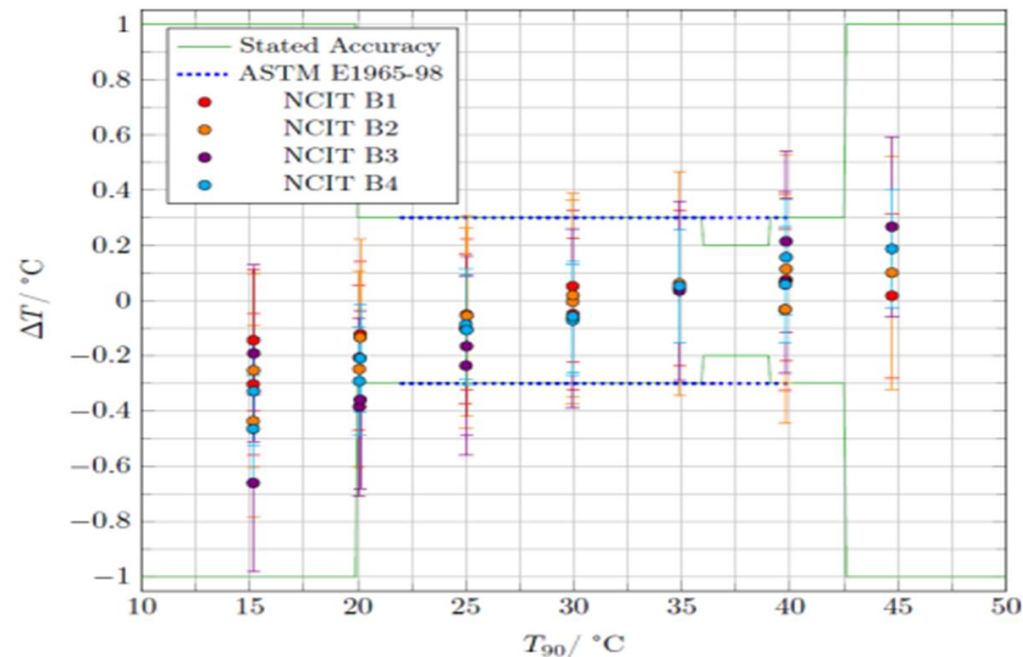 1
0.8
0.6
0.4
0.2
0
−0.2
−0.4
−0.6
−0.8
−1
ΔT/ °C
Stated Accuracy
ASTM E1965-98
NCIT B1
NCIT B2
NCIT B3
NCIT B4
10 15 20 25 30 35 40 45 50
T₉₀/ °C